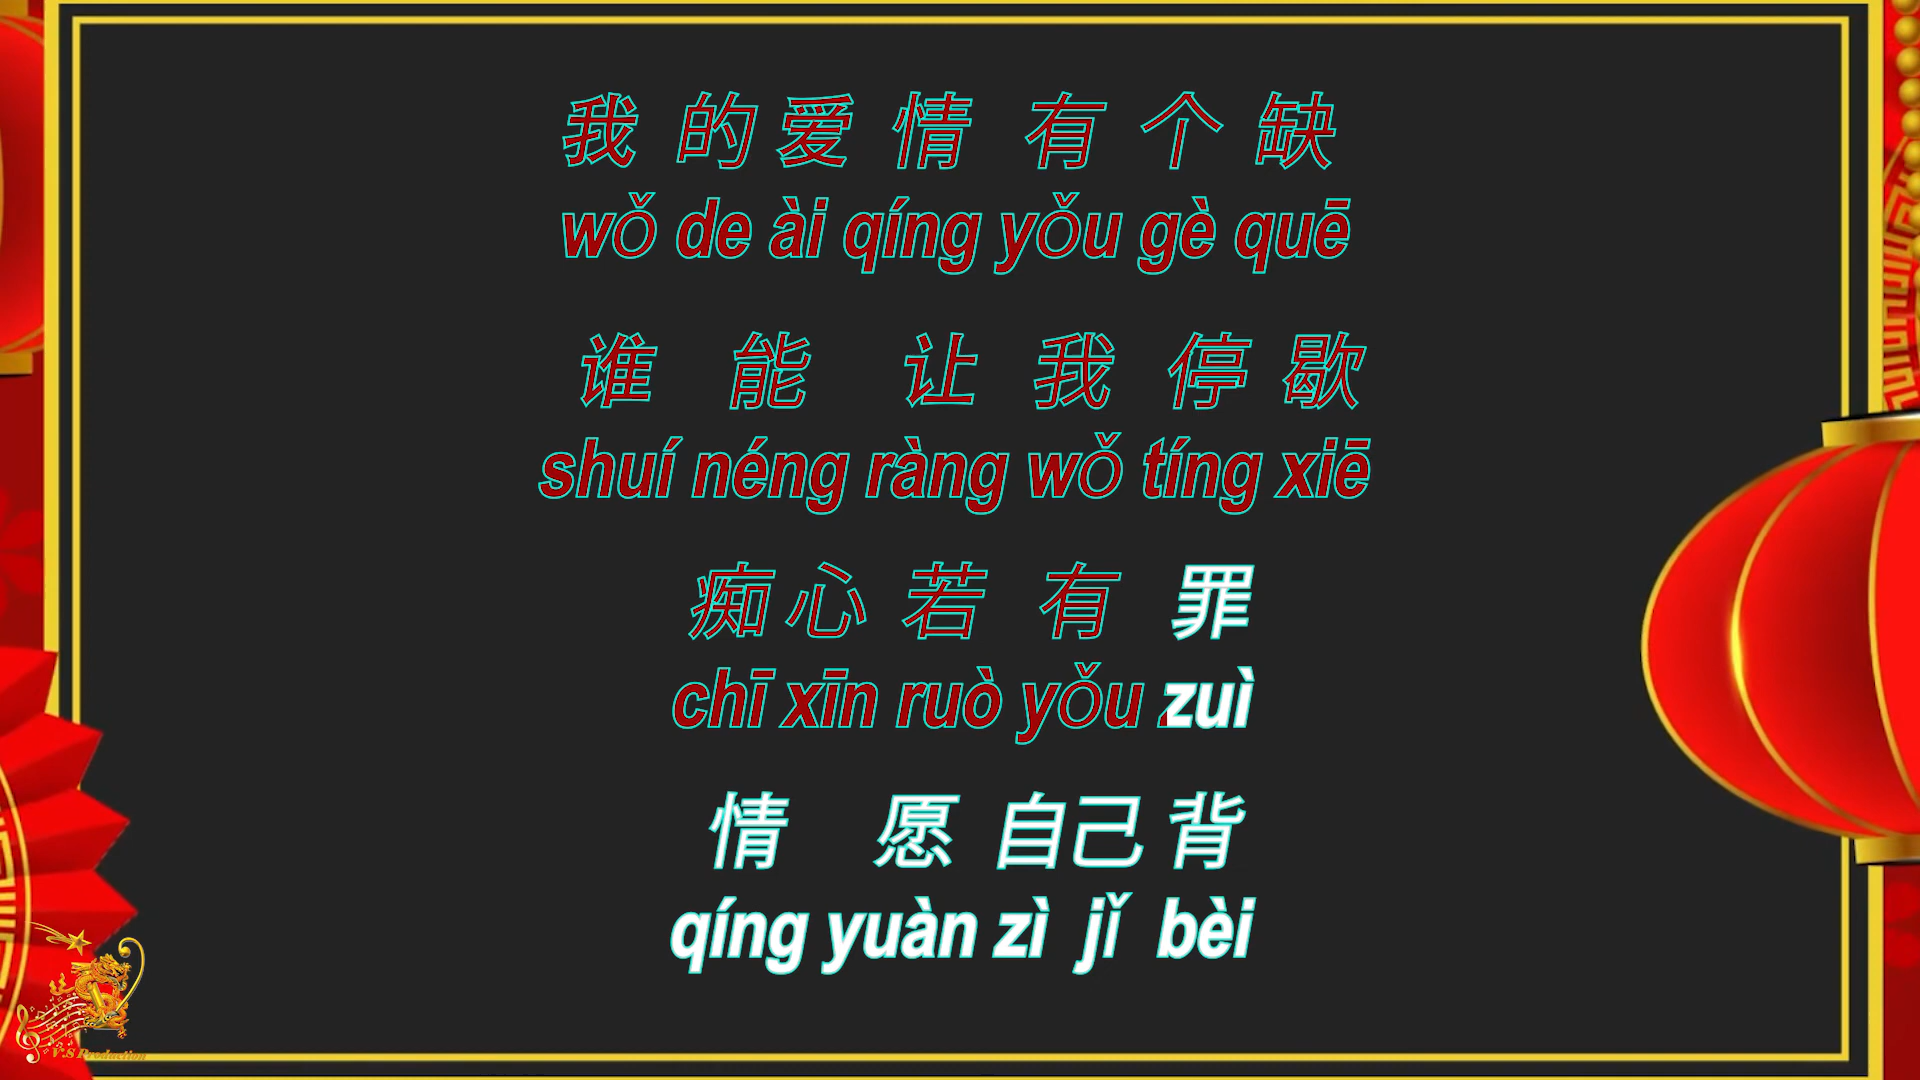 我的爱情有个缺
wǒ de ài qíng yǒu gè quē
谁能让我停歇
shuí néng ràng wǒ tíng xiē
痴心若有罪
chī xīn ruò yǒu zuì
情愿自己背
qíng yuàn zì jǐ bèi
V.S Production